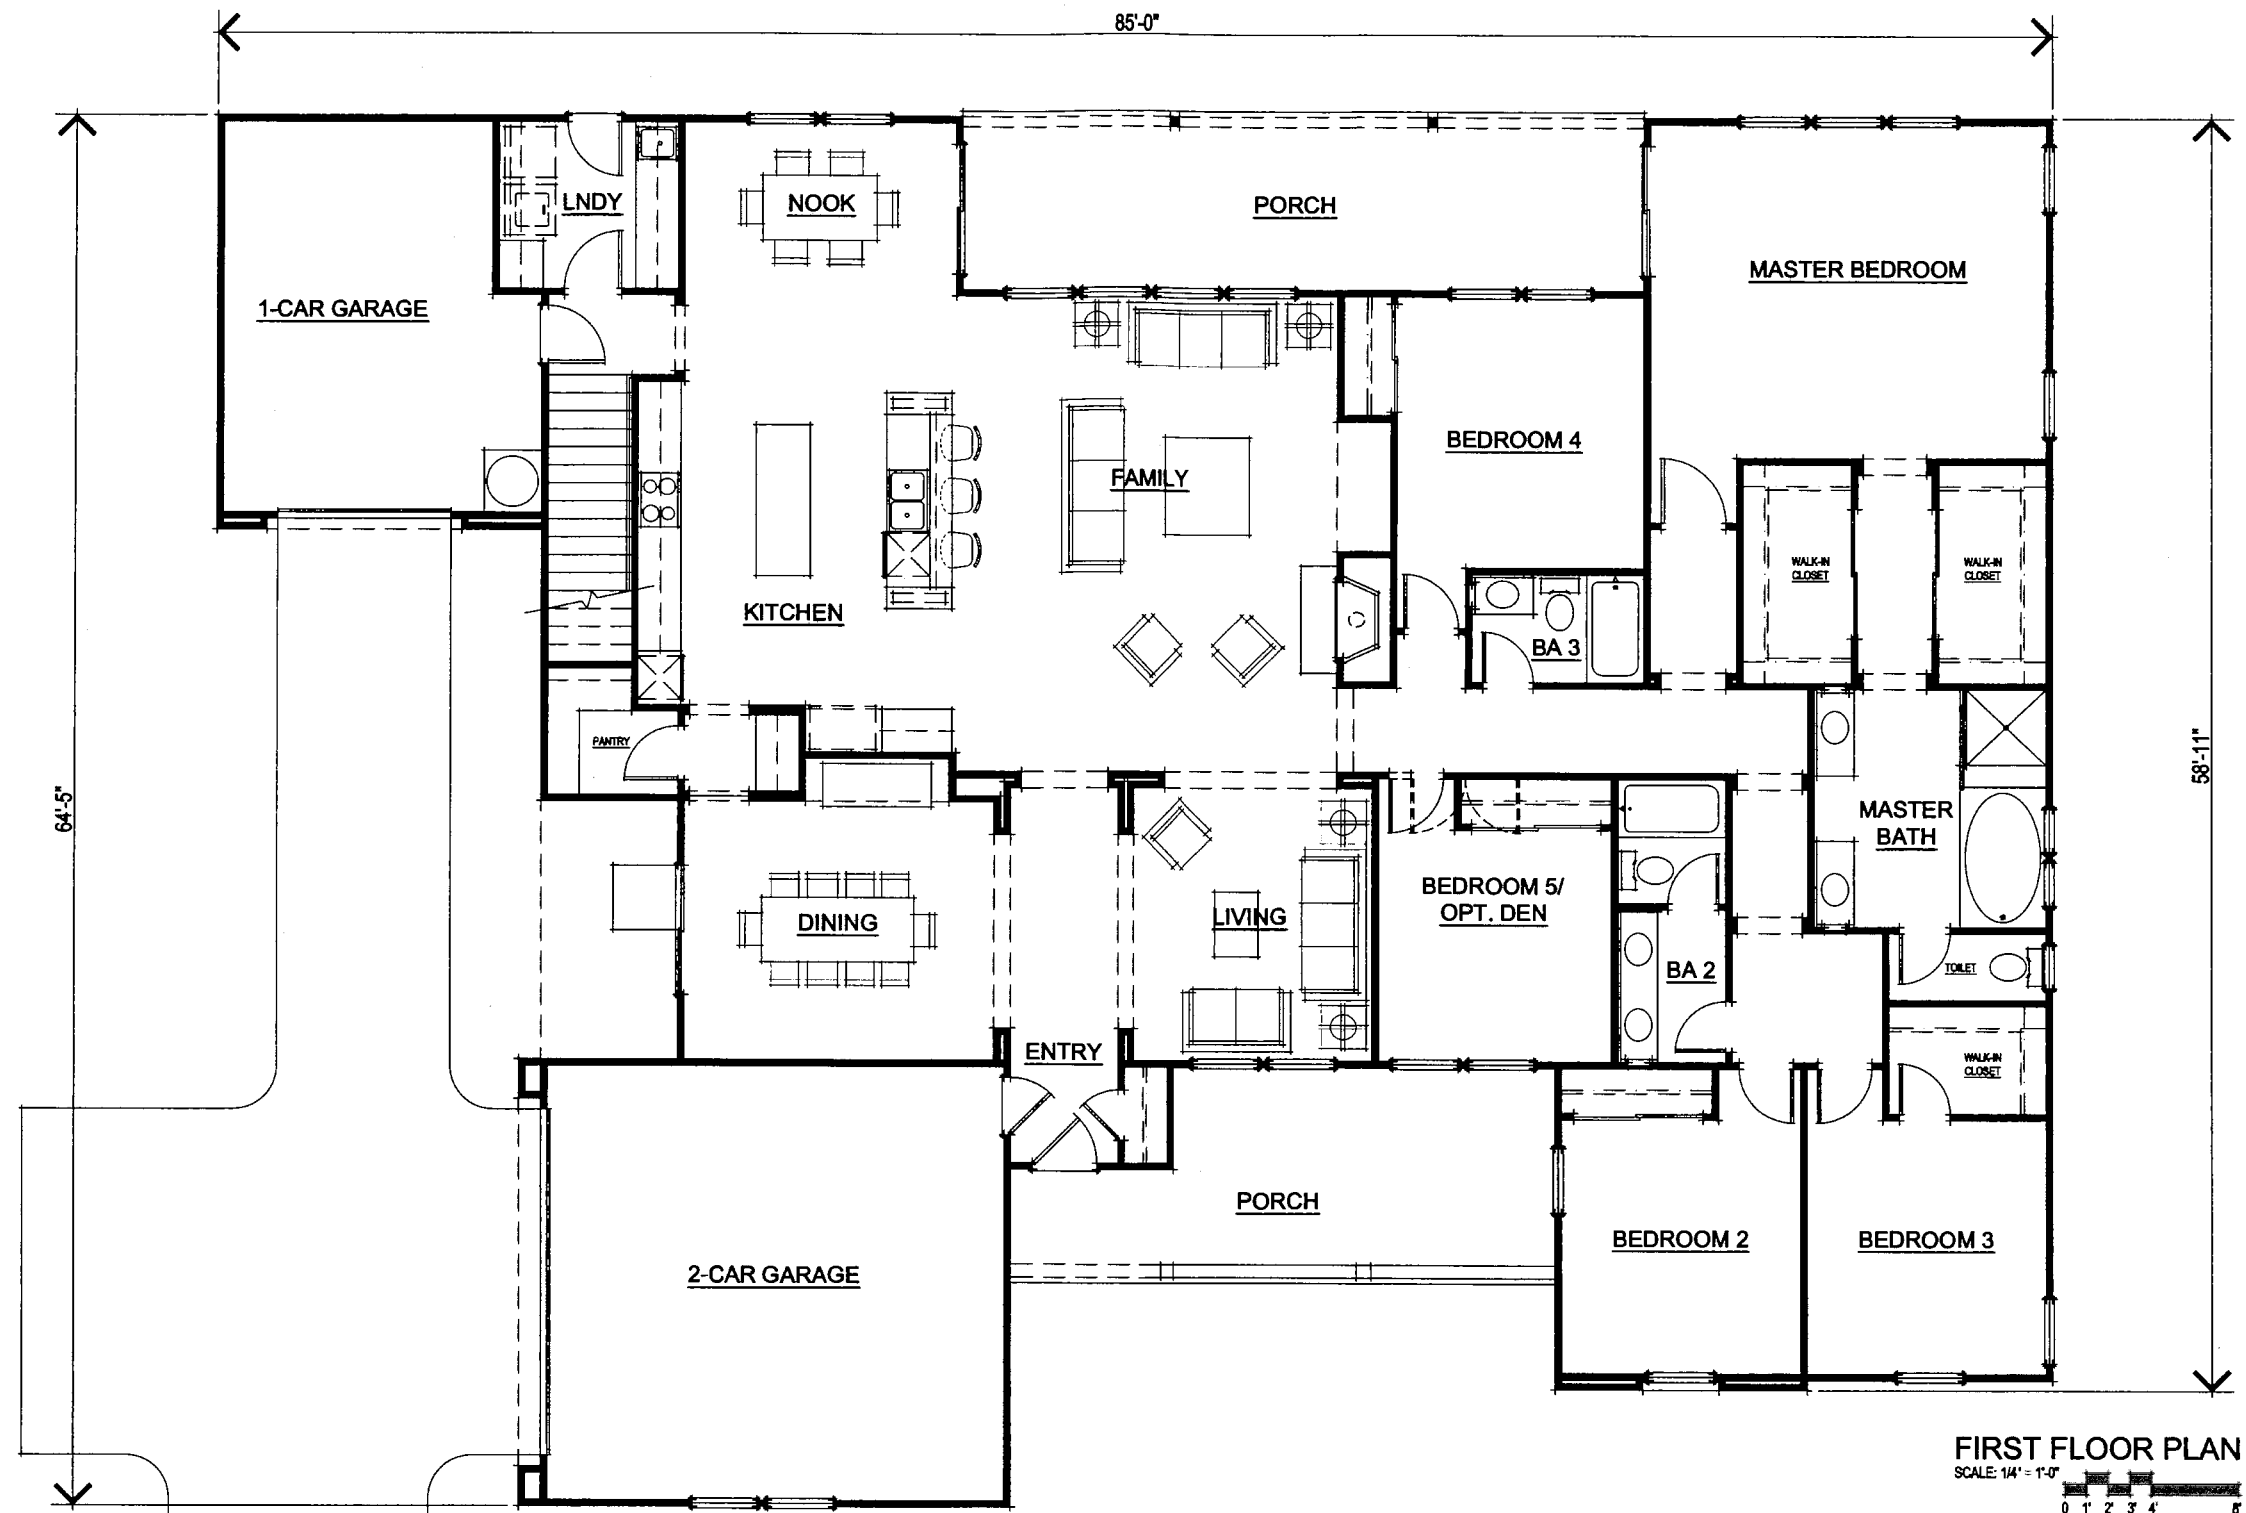 85'-0"
LNDY
NOOK
PORCH
MASTER BEDROOM
1-CAR GARAGE
BEDROOM 4
FAMILY
WALK-IN
CLOSET
WALK-IN
CLOSET
KITCHEN
BA 3
PANTRY
64'-5"
58'-11"
MASTER
BATH
BEDROOM 5/
OPT. DEN
DINING
LIVING
BA 2
TOILET
ENTRY
WALK-IN
CLOSET
PORCH
BEDROOM 2
BEDROOM 3
2-CAR GARAGE
FIRST FLOOR PLAN
SCALE: 1/4" = 1'-0"
0 1' 2' 3' 4' 8'